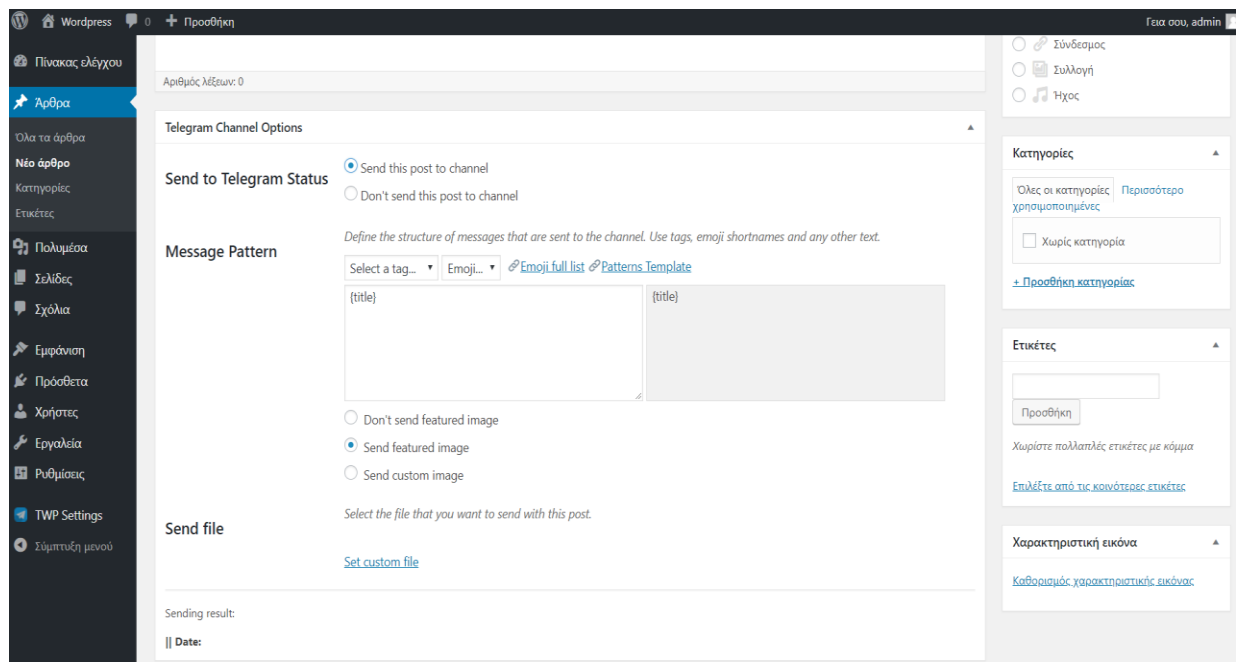 Wordpress 0 Προσθήκη
Γεια σου, admin
Πίνακας ελέγχου
Άρθρα
Όλα τα άρθρα
Νέο άρθρο
Κατηγορίες
Ετικέτες
Πολυμέσα
Σελίδες
Σχόλια
Εμφάνιση
Πρόσθετα
Χρήστες
Εργαλεία
Ρυθμίσεις
TWP Settings
Σύμπτυξη μενού
Αριθμός λέξεων: 0
Telegram Channel Options
Send to Telegram Status
Send this post to channel
Don't send this post to channel
Message Pattern
Define the structure of messages that are sent to the channel. Use tags, emoji shortnames and any other text.
Select a tag... Emoji... Emoji full list Patterns Template
{title} {title}
Don't send featured image
Send featured image
Send custom image
Send file
Select the file that you want to send with this post.
Set custom file
Sending result:
|| Date:
Σύνδεσμος
Συλλογή
Ήχος
Κατηγορίες
Όλες οι κατηγορίες Περισσότερο
χρησιμοποιημένες
Χωρίς κατηγορία
+ Προσθήκη κατηγορίας
Ετικέτες
Προσθήκη
Χωρίστε πολλαπλές ετικέτες με κόμμα
Επιλέξτε από τις κοινότερες ετικέτες
Χαρακτηριστική εικόνα
Καθορισμός χαρακτηριστικής εικόνας